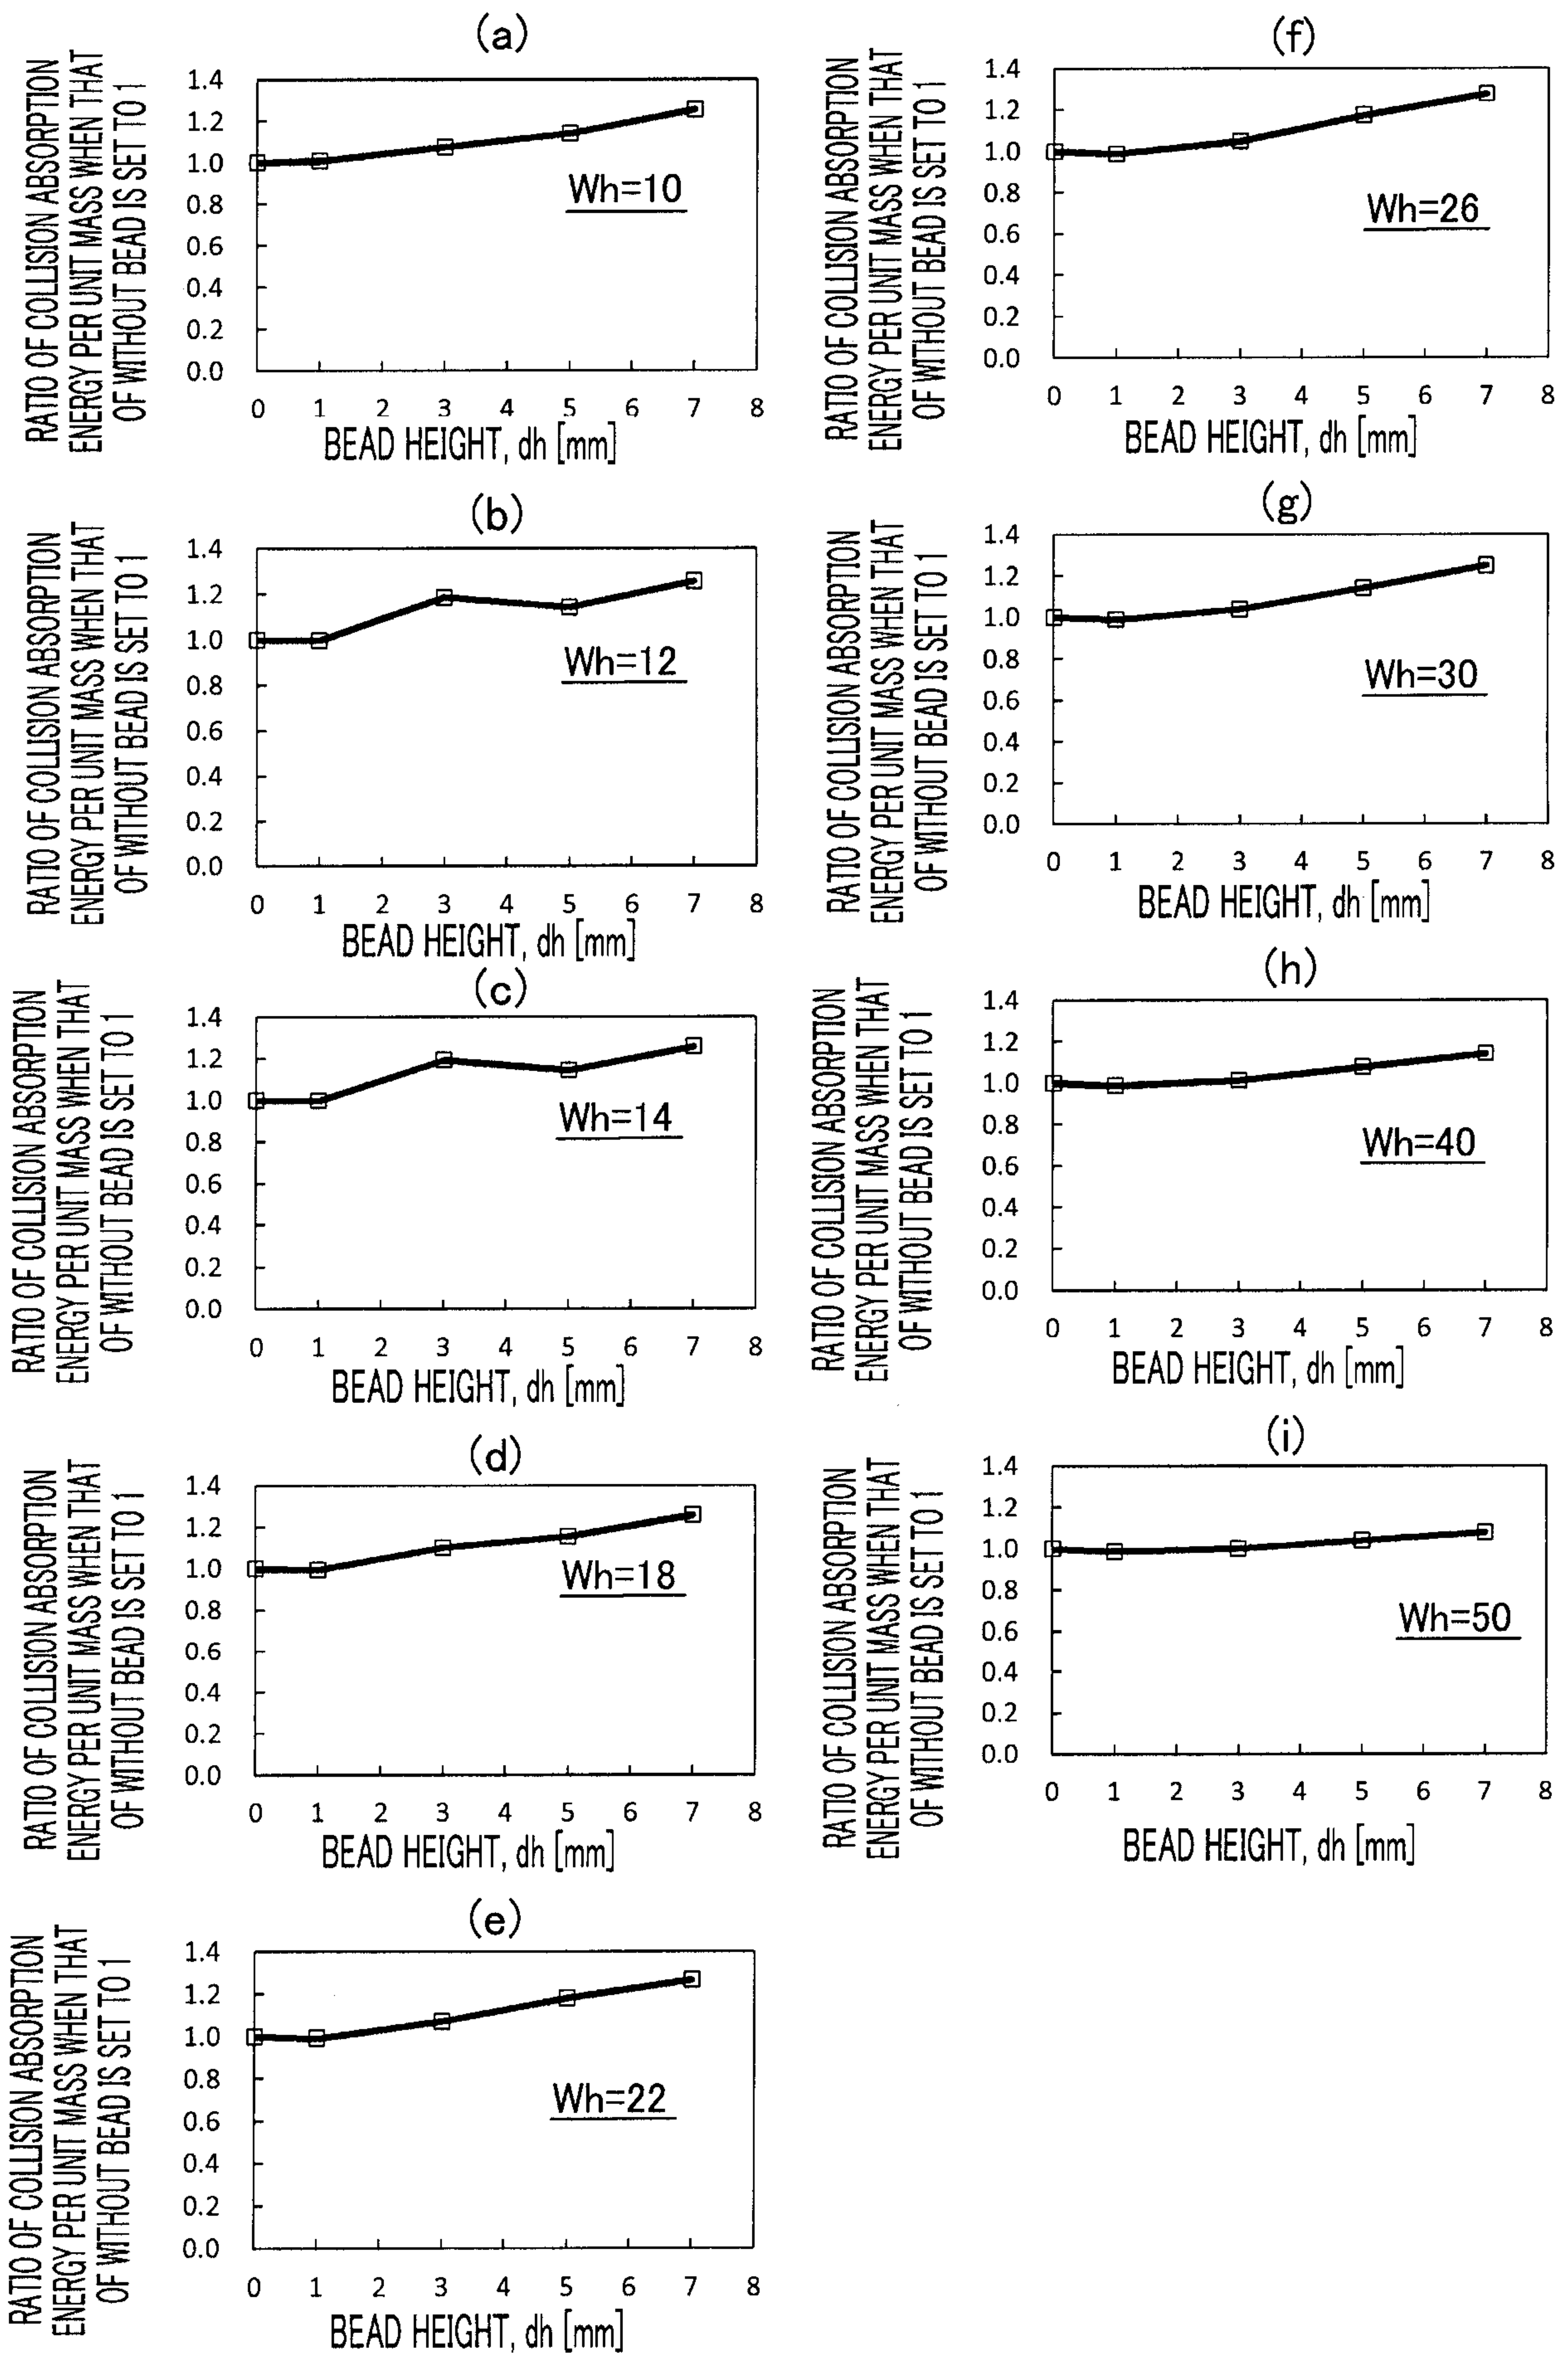 (a)
RATIO OF COLLISION ABSORPTION
ENERGY PER UNIT MASS WHEN THAT
OF WITHOUT BEAD IS SET TO 1
1.4
1.2
1.0
0.8
0.6
0.4
0.2
0.0
Wh=10
0 1 2 3 4 5 6 7 8
BEAD HEIGHT, dh [mm]
(b)
RATIO OF COLLISION ABSORPTION
ENERGY PER UNIT MASS WHEN THAT
OF WITHOUT BEAD IS SET TO 1
1.4
1.2
1.0
0.8
0.6
0.4
0.2
0.0
Wh=12
0 1 2 3 4 5 6 7 8
BEAD HEIGHT, dh [mm]
(c)
RATIO OF COLLISION ABSORPTION
ENERGY PER UNIT MASS WHEN THAT
OF WITHOUT BEAD IS SET TO 1
1.4
1.2
1.0
0.8
0.6
0.4
0.2
0.0
Wh=14
0 1 2 3 4 5 6 7 8
BEAD HEIGHT, dh [mm]
(d)
RATIO OF COLLISION ABSORPTION
ENERGY PER UNIT MASS WHEN THAT
OF WITHOUT BEAD IS SET TO 1
1.4
1.2
1.0
0.8
0.6
0.4
0.2
0.0
Wh=18
0 1 2 3 4 5 6 7 8
BEAD HEIGHT, dh [mm]
(e)
RATIO OF COLLISION ABSORPTION
ENERGY PER UNIT MASS WHEN THAT
OF WITHOUT BEAD IS SET TO 1
1.4
1.2
1.0
0.8
0.6
0.4
0.2
0.0
Wh=22
0 1 2 3 4 5 6 7 8
BEAD HEIGHT, dh [mm]
(f)
RATIO OF COLLISION ABSORPTION
ENERGY PER UNIT MASS WHEN THAT
OF WITHOUT BEAD IS SET TO 1
1.4
1.2
1.0
0.8
0.6
0.4
0.2
0.0
Wh=26
0 1 2 3 4 5 6 7 8
BEAD HEIGHT, dh [mm]
(g)
RATIO OF COLLISION ABSORPTION
ENERGY PER UNIT MASS WHEN THAT
OF WITHOUT BEAD IS SET TO 1
1.4
1.2
1.0
0.8
0.6
0.4
0.2
0.0
Wh=30
0 1 2 3 4 5 6 7 8
BEAD HEIGHT, dh [mm]
(h)
RATIO OF COLLISION ABSORPTION
ENERGY PER UNIT MASS WHEN THAT
OF WITHOUT BEAD IS SET TO 1
1.4
1.2
1.0
0.8
0.6
0.4
0.2
0.0
Wh=40
0 1 2 3 4 5 6 7 8
BEAD HEIGHT, dh [mm]
(i)
RATIO OF COLLISION ABSORPTION
ENERGY PER UNIT MASS WHEN THAT
OF WITHOUT BEAD IS SET TO 1
1.4
1.2
1.0
0.8
0.6
0.4
0.2
0.0
Wh=50
0 1 2 3 4 5 6 7 8
BEAD HEIGHT, dh [mm]